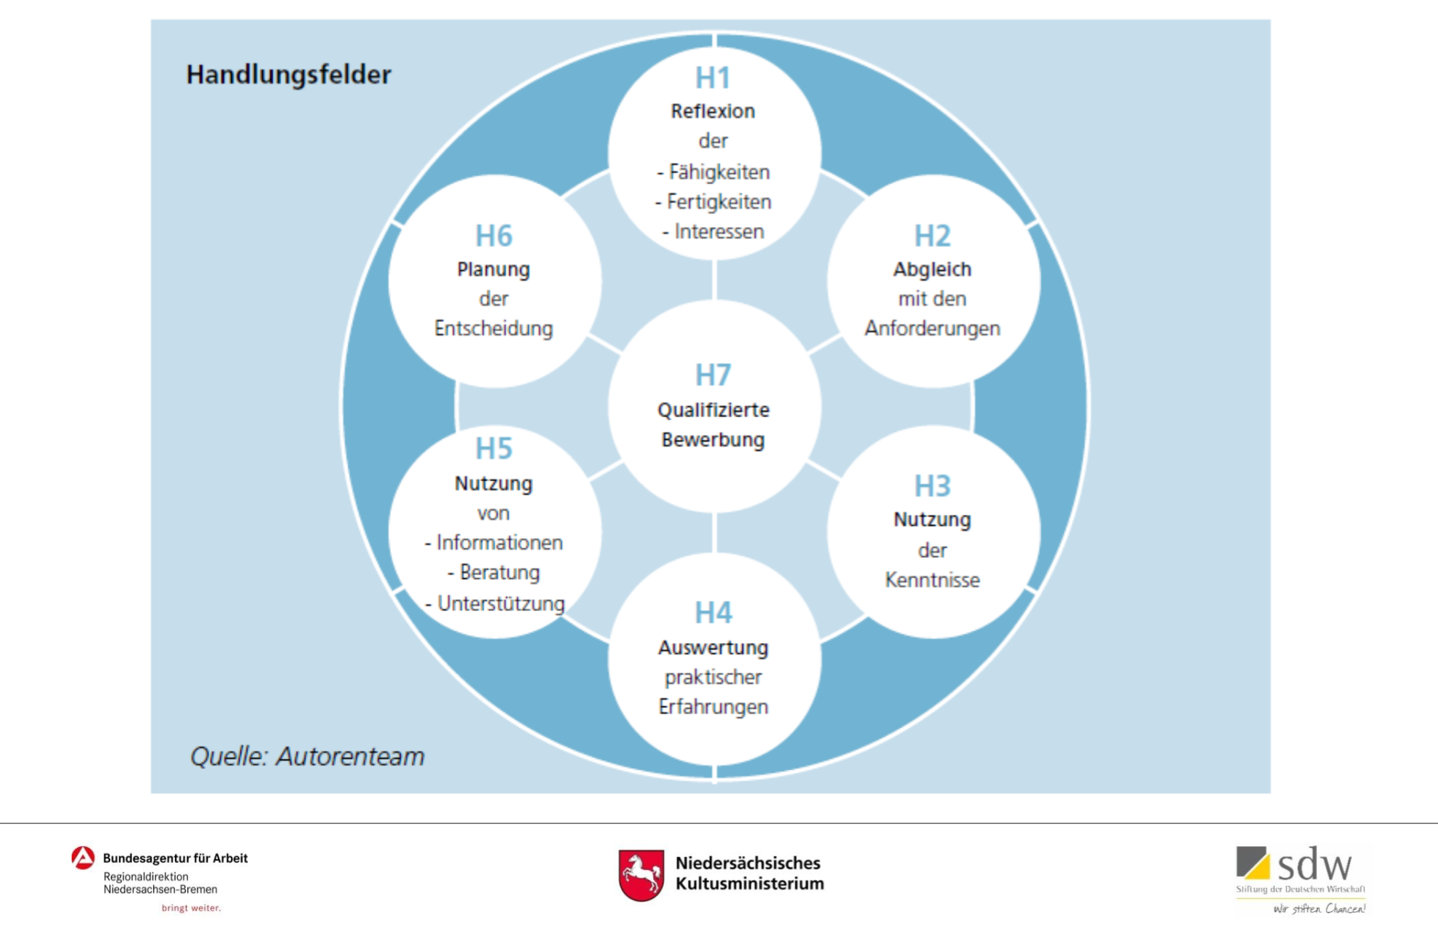 Handlungsfelder
H1
Reflexion
der
- Fähigkeiten
- Fertigkeiten
- Interessen
H2
Abgleich
mit den
Anforderungen
H3
Nutzung
der
Kenntnisse
H4
Auswertung
praktischer
Erfahrungen
H5
Nutzung
von
- Informationen
- Beratung
- Unterstützung
H6
Planung
der
Entscheidung
H7
Qualifizierte
Bewerbung
Quelle: Autorenteam
Bundesagentur für Arbeit
Regionaldirektion
Niedersachsen-Bremen
bringt weiter.
Niedersächsisches
Kultusministerium
sdw
Stiftung der Deutschen Wirtschaft
Wir stiften Chancen!